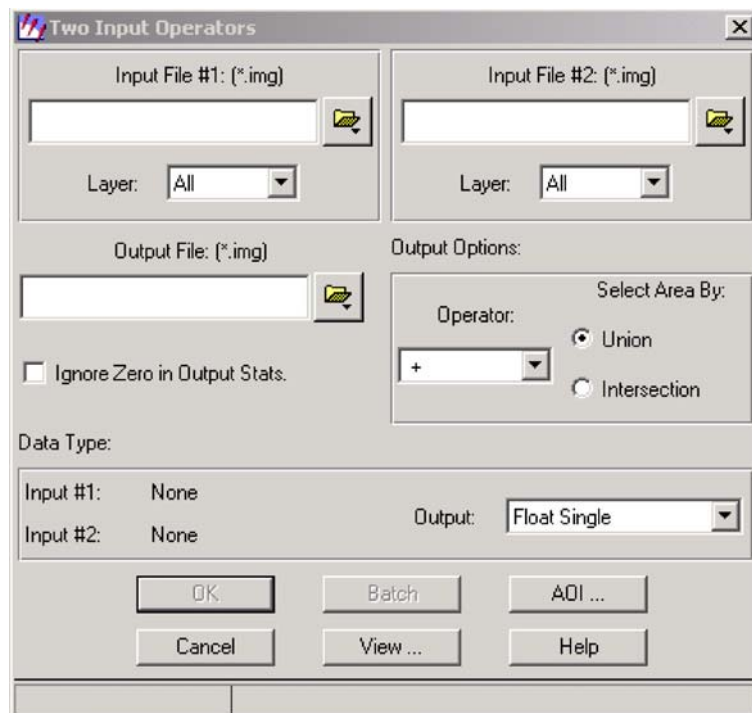 Two Input Operators
Input File #1: (*.img)
Layer: All
Input File #2: (*.img)
Layer: All
Output File: (*.img)
Ignore Zero in Output Stats.
Output Options:
Operator:
+
Select Area By:
Union
Intersection
Data Type:
Input #1: None
Input #2: None
Output: Float Single
OK
Batch
AOI ...
Cancel
View ...
Help